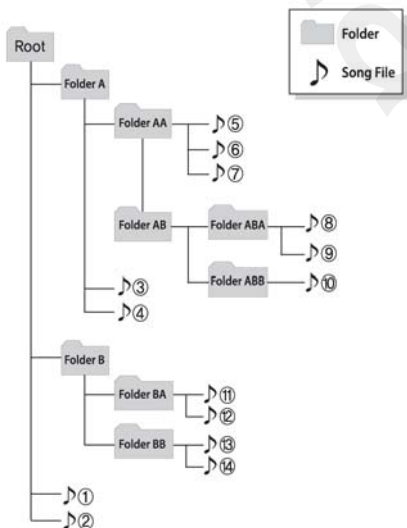 Root
Folder
Song File
Folder A
Folder AA
⑤
⑥
⑦
Folder AB
Folder ABA
⑧
⑨
Folder ABB
⑩
③
④
Folder B
Folder BA
⑪
⑫
Folder BB
⑬
⑭
①
②